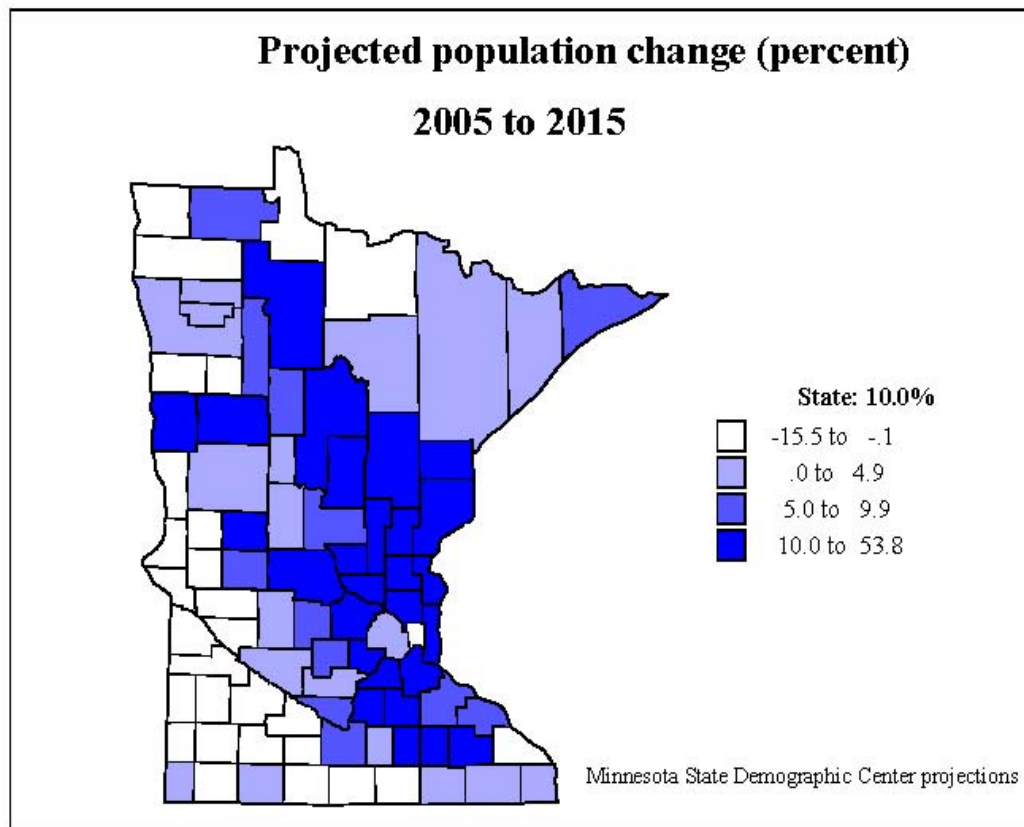 Projected population change (percent)
2005 to 2015
State: 10.0%
-15.5 to -.1
.0 to 4.9
5.0 to 9.9
10.0 to 53.8
Minnesota State Demographic Center projections